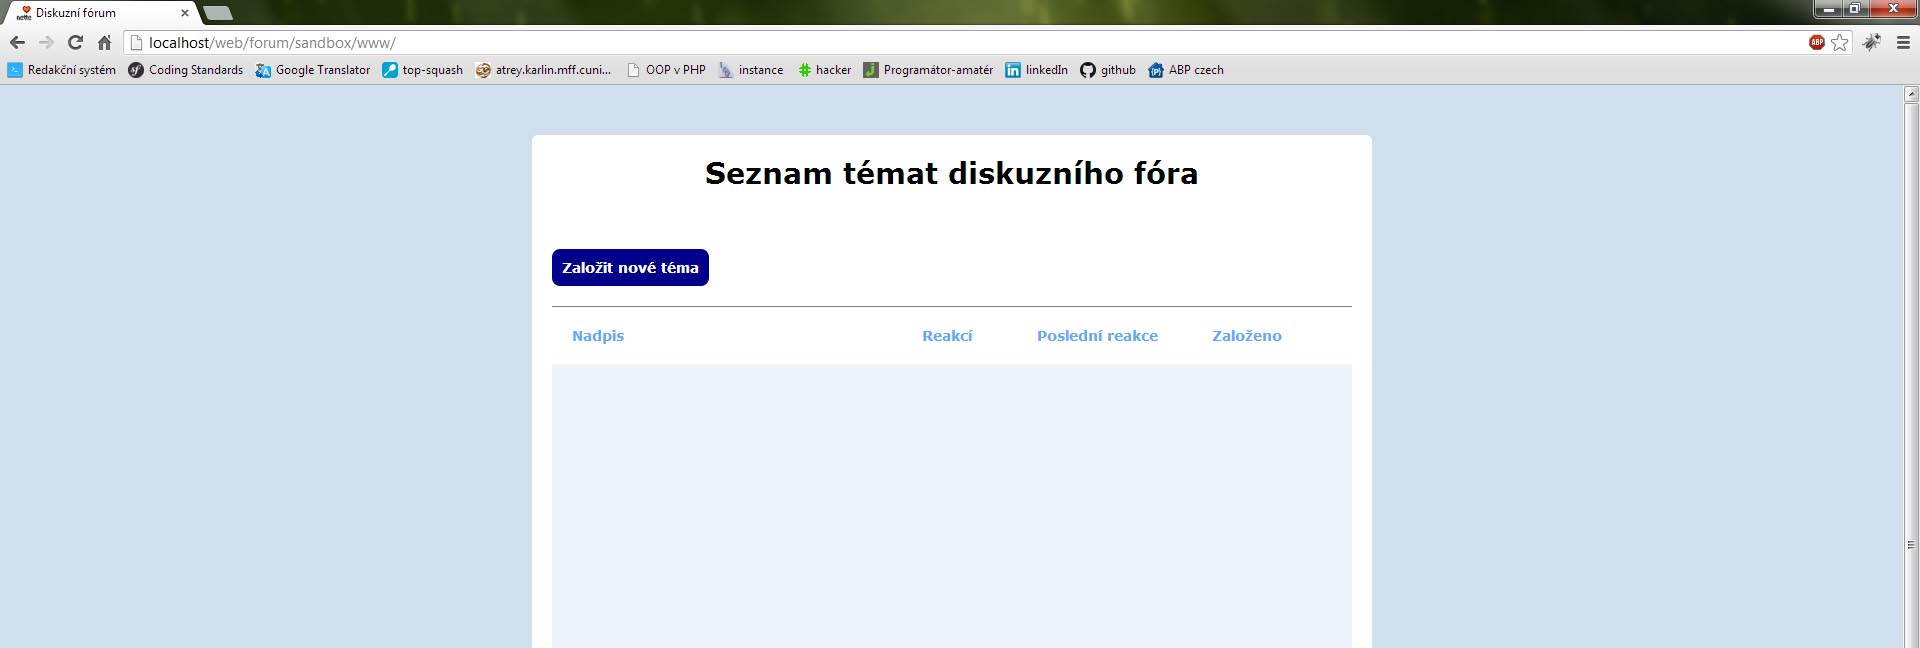 Diskuzní fórum
localhost/web/forum/sandbox/www/
ABP
Redakční systém Coding Standards Google Translator top-squash atrey.karlin.mff.cuni... OOP v PHP instance hacker Programátor-amatér linkedIn github ABP czech
Seznam témat diskuzního fóra
Založit nové téma
Nadpis Reakcí Poslední reakce Založeno